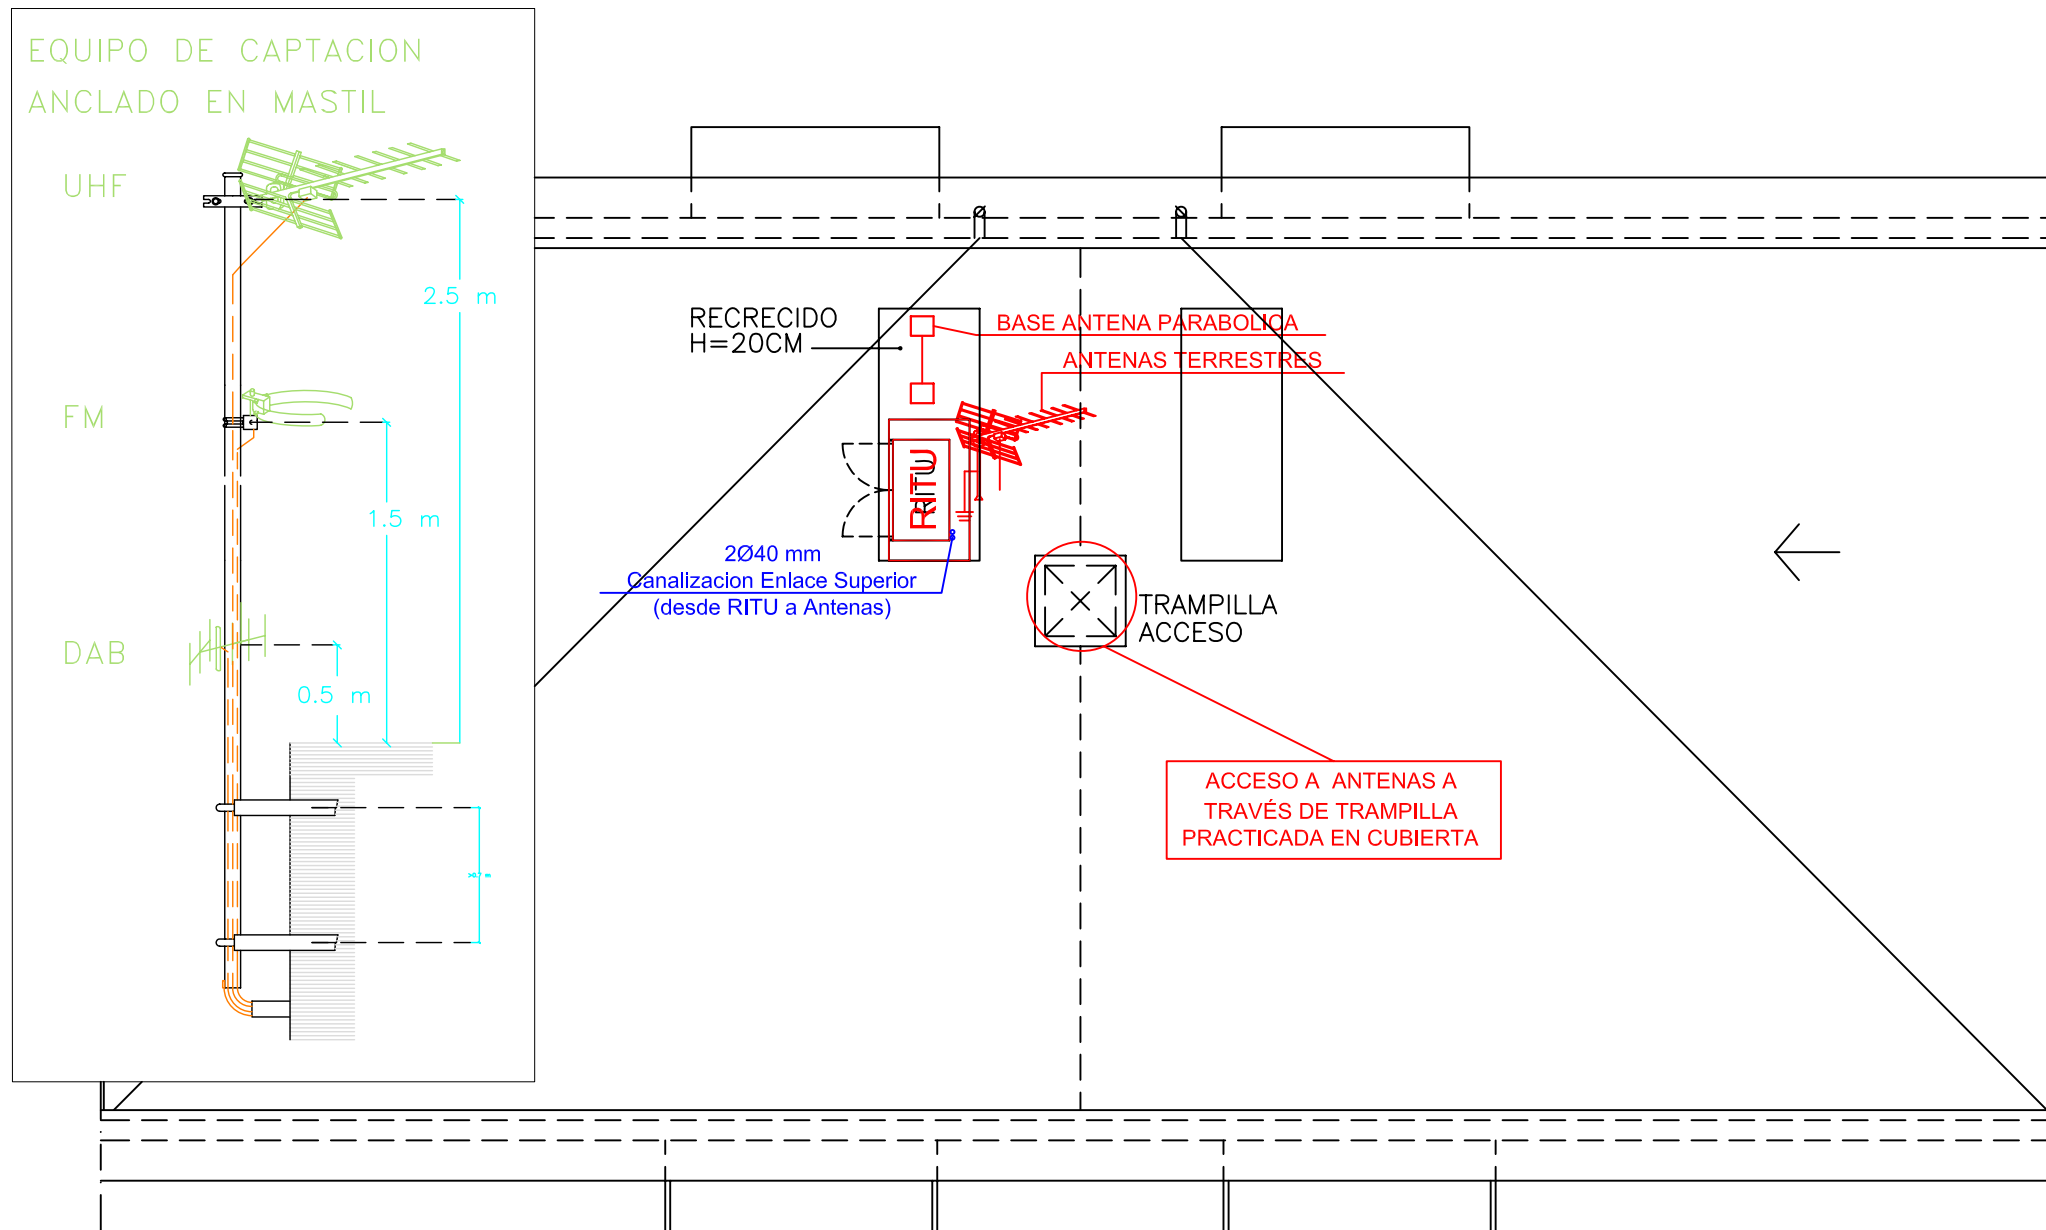 EQUIPO DE CAPTACION
ANCLADO EN MASTIL
UHF
2.5 m
FM
1.5 m
DAB
0.5 m
RECRECIDO
H=20CM
BASE ANTENA PARABOLICA
ANTENAS TERRESTRES
RITU
RITU
2Ø40 mm
Canalizacion Enlace Superior
(desde RITU a Antenas)
TRAMPILLA
ACCESO
ACCESO A ANTENAS A
TRAVÉS DE TRAMPILLA
PRACTICADA EN CUBIERTA